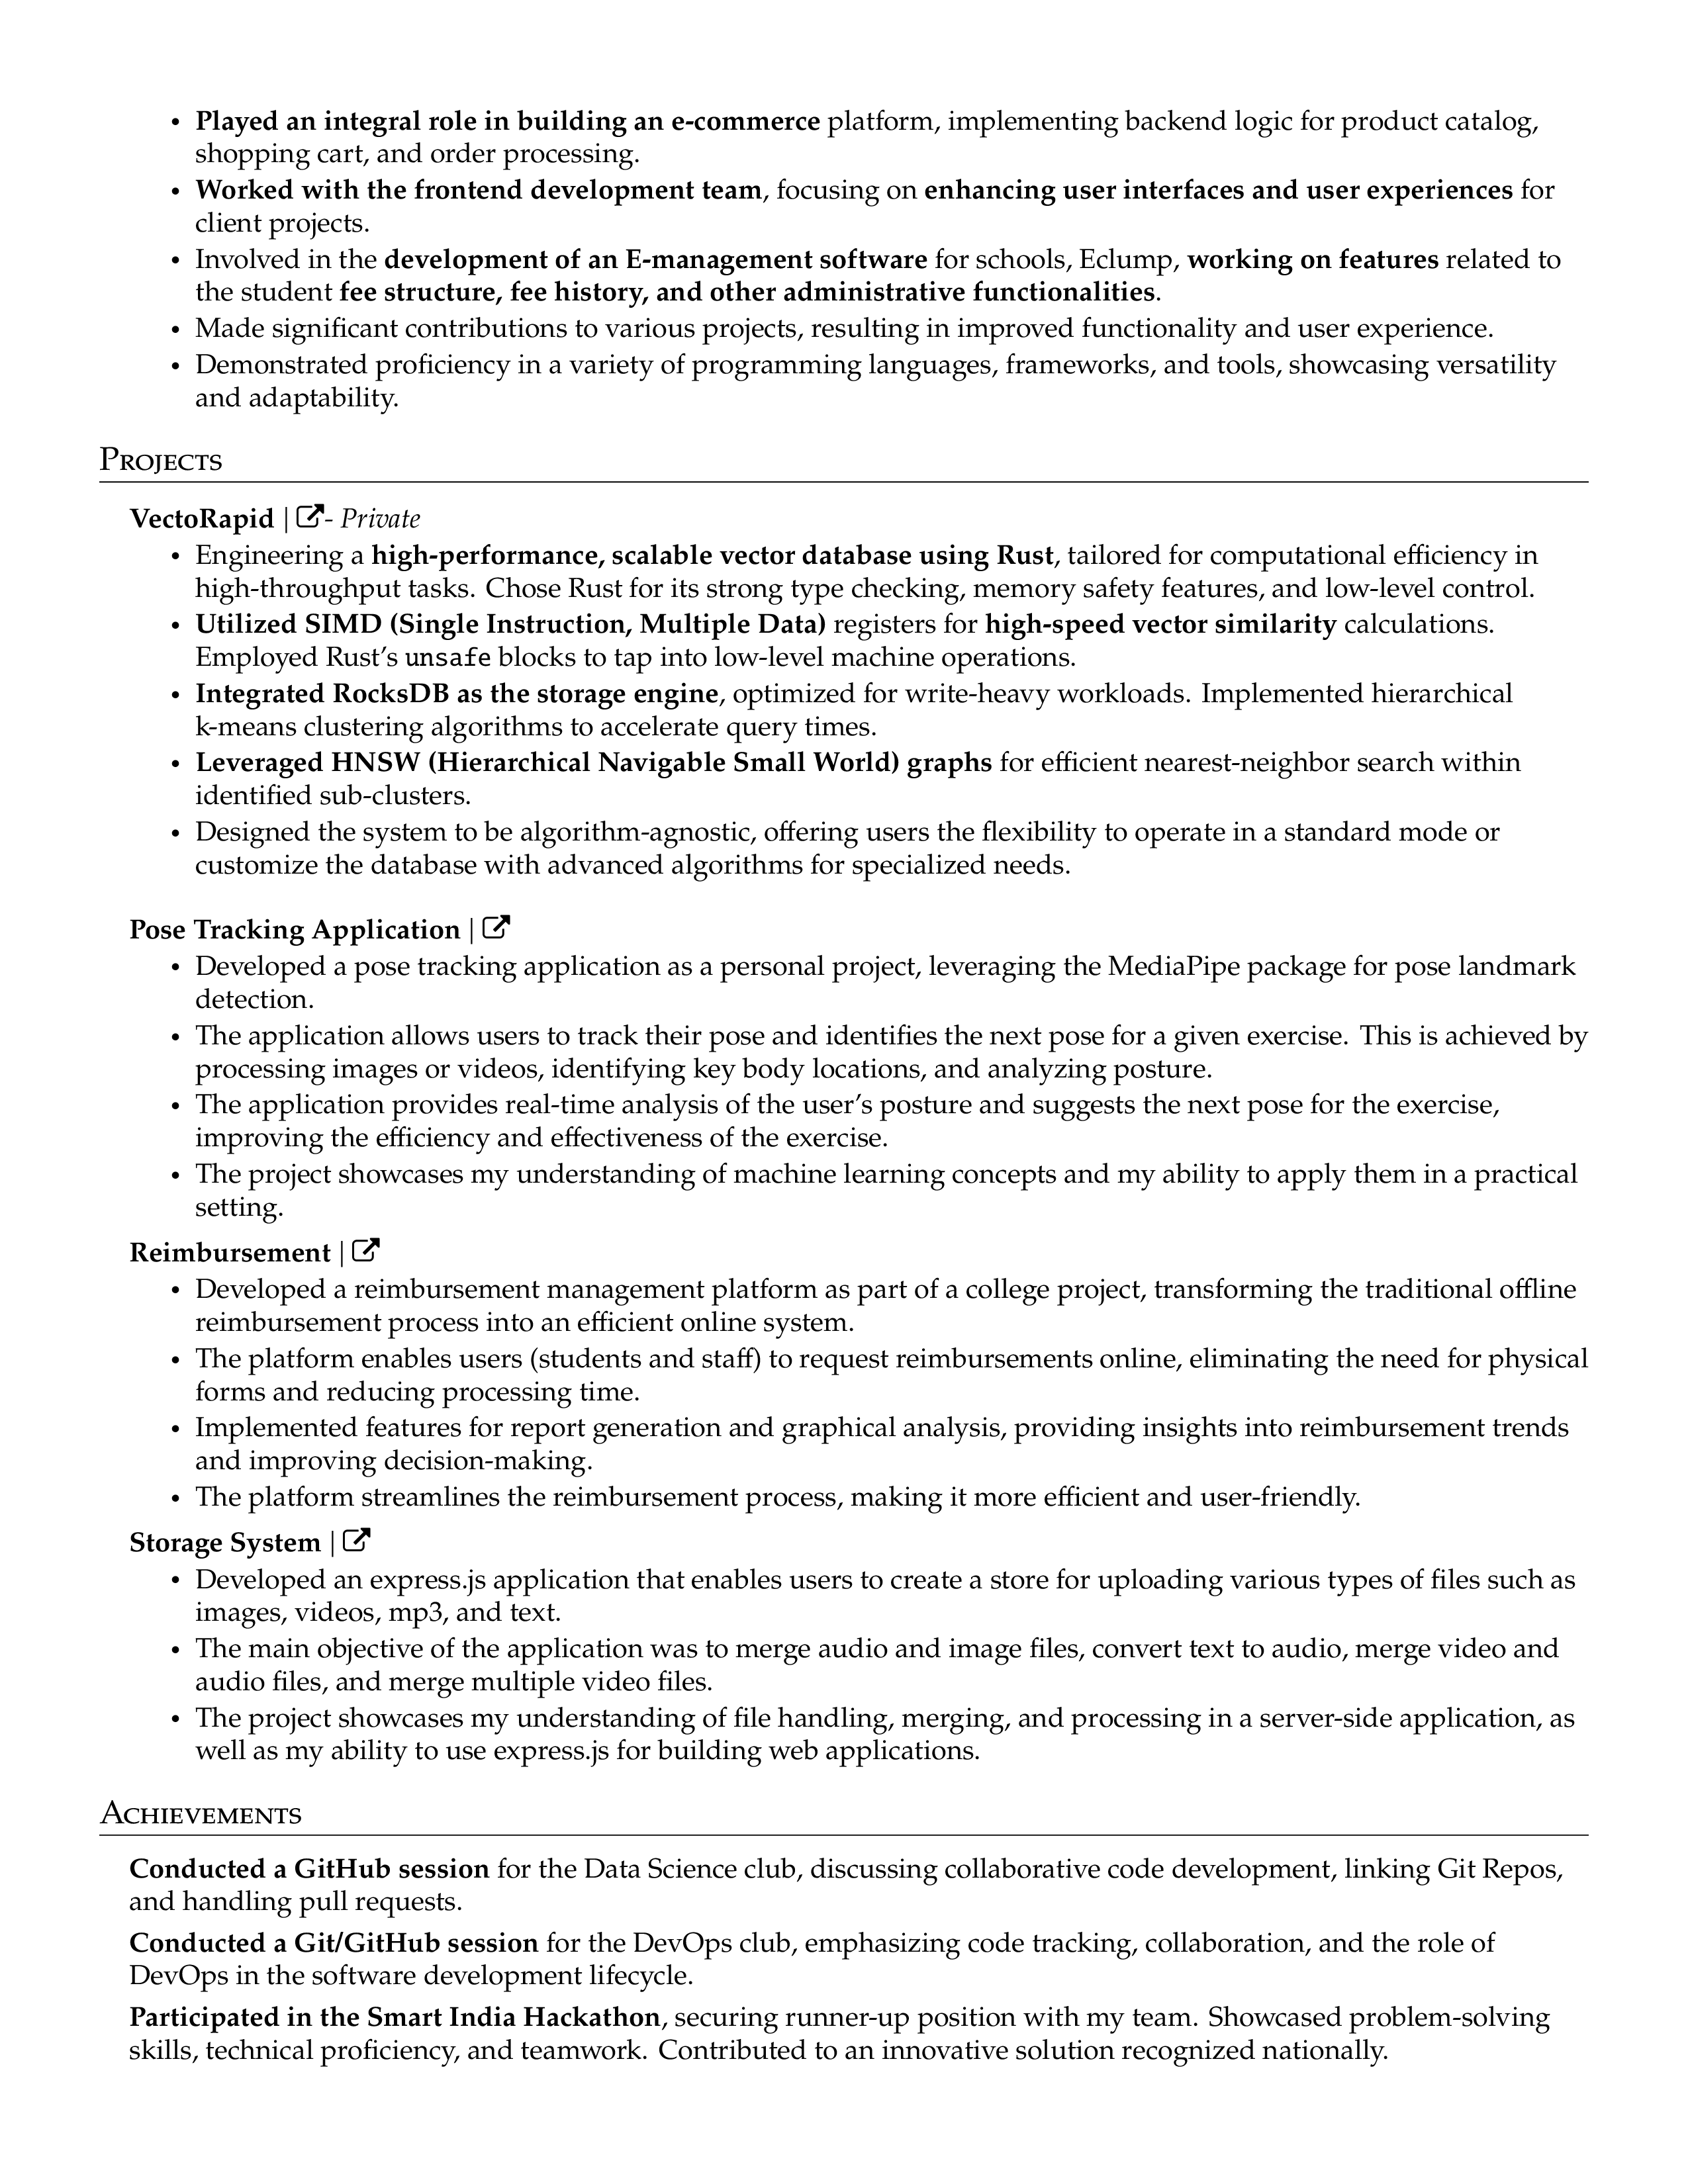 • Played an integral role in building an e-commerce platform, implementing backend logic for product catalog,
shopping cart, and order processing.
• Worked with the frontend development team, focusing on enhancing user interfaces and user experiences for
client projects.
• Involved in the development of an E-management software for schools, Eclump, working on features related to
the student fee structure, fee history, and other administrative functionalities.
• Made significant contributions to various projects, resulting in improved functionality and user experience.
• Demonstrated proficiency in a variety of programming languages, frameworks, and tools, showcasing versatility
and adaptability.
Projects
VectoRapid | - Private
• Engineering a high-performance, scalable vector database using Rust, tailored for computational efficiency in
high-throughput tasks. Chose Rust for its strong type checking, memory safety features, and low-level control.
• Utilized SIMD (Single Instruction, Multiple Data) registers for high-speed vector similarity calculations.
Employed Rust's unsafe blocks to tap into low-level machine operations.
• Integrated RocksDB as the storage engine, optimized for write-heavy workloads. Implemented hierarchical
k-means clustering algorithms to accelerate query times.
• Leveraged HNSW (Hierarchical Navigable Small World) graphs for efficient nearest-neighbor search within
identified sub-clusters.
• Designed the system to be algorithm-agnostic, offering users the flexibility to operate in a standard mode or
customize the database with advanced algorithms for specialized needs.
Pose Tracking Application |
• Developed a pose tracking application as a personal project, leveraging the MediaPipe package for pose landmark
detection.
• The application allows users to track their pose and identifies the next pose for a given exercise. This is achieved by
processing images or videos, identifying key body locations, and analyzing posture.
• The application provides real-time analysis of the user's posture and suggests the next pose for the exercise,
improving the efficiency and effectiveness of the exercise.
• The project showcases my understanding of machine learning concepts and my ability to apply them in a practical
setting.
Reimbursement |
• Developed a reimbursement management platform as part of a college project, transforming the traditional offline
reimbursement process into an efficient online system.
• The platform enables users (students and staff) to request reimbursements online, eliminating the need for physical
forms and reducing processing time.
• Implemented features for report generation and graphical analysis, providing insights into reimbursement trends
and improving decision-making.
• The platform streamlines the reimbursement process, making it more efficient and user-friendly.
Storage System |
• Developed an express.js application that enables users to create a store for uploading various types of files such as
images, videos, mp3, and text.
• The main objective of the application was to merge audio and image files, convert text to audio, merge video and
audio files, and merge multiple video files.
• The project showcases my understanding of file handling, merging, and processing in a server-side application, as
well as my ability to use express.js for building web applications.
Achievements
Conducted a GitHub session for the Data Science club, discussing collaborative code development, linking Git Repos,
and handling pull requests.
Conducted a Git/GitHub session for the DevOps club, emphasizing code tracking, collaboration, and the role of
DevOps in the software development lifecycle.
Participated in the Smart India Hackathon, securing runner-up position with my team. Showcased problem-solving
skills, technical proficiency, and teamwork. Contributed to an innovative solution recognized nationally.